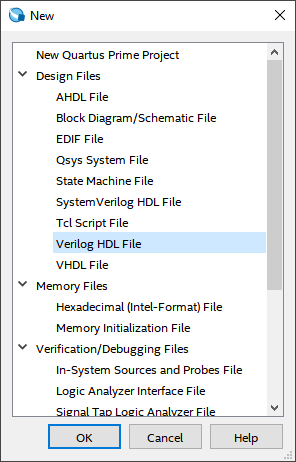 New
New Quartus Prime Project
Design Files
AHDL File
Block Diagram/Schematic File
EDIF File
Qsys System File
State Machine File
SystemVerilog HDL File
Tcl Script File
Verilog HDL File
VHDL File
Memory Files
Hexadecimal (Intel-Format) File
Memory Initialization File
Verification/Debugging Files
In-System Sources and Probes File
Logic Analyzer Interface File
Signal Tap Logic Analyzer File
OK Cancel Help